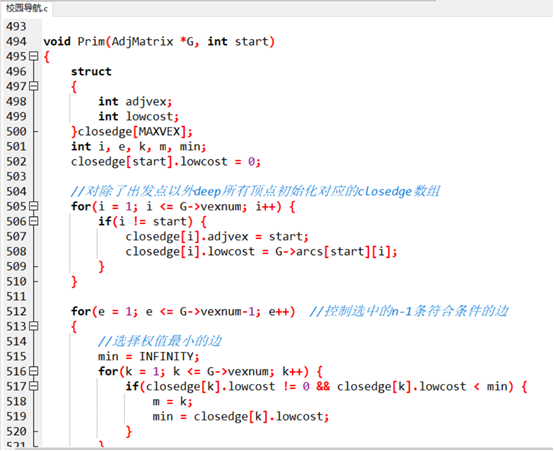 校园导航.c
493
494 void Prim(AdjMatrix *G, int start)
495 {
496 struct
497 {
498 int adjvex;
499 int lowcost;
500 }closedge[MAXVEX];
501 int i, e, k, m, min;
502 closedge[start].lowcost = 0;
503
504 //对除了出发点以外deep所有顶点初始化对应的closedge数组
505 for(i = 1; i <= G->vexnum; i++) {
506 if(i != start) {
507 closedge[i].adjvex = start;
508 closedge[i].lowcost = G->arcs[start][i];
509 }
510 }
511
512 for(e = 1; e <= G->vexnum-1; e++) //控制选中的n-1条符合条件的边
513 {
514 //选择权值最小的边
515 min = INFINITY;
516 for(k = 1; k <= G->vexnum; k++) {
517 if(closedge[k].lowcost != 0 && closedge[k].lowcost < min) {
518 m = k;
519 min = closedge[k].lowcost;
520 }
521 }